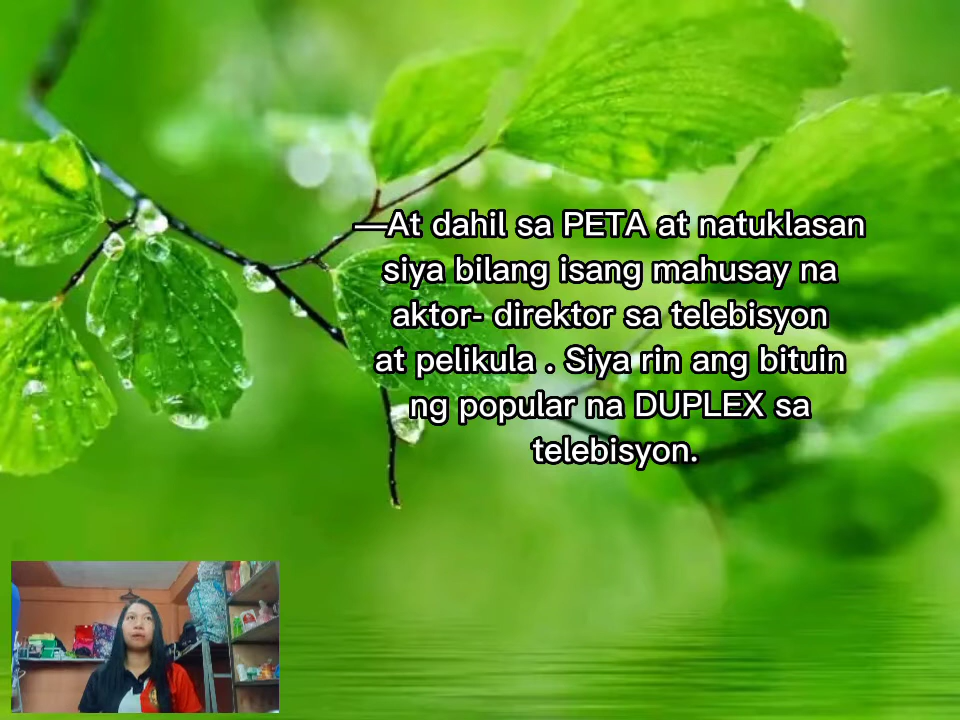 —At dahil sa PETA at natuklasan
siya bilang isang mahusay na
aktor- direktor sa telebisyon
at pelikula . Siya rin ang bituin
ng popular na DUPLEX sa
telebisyon.